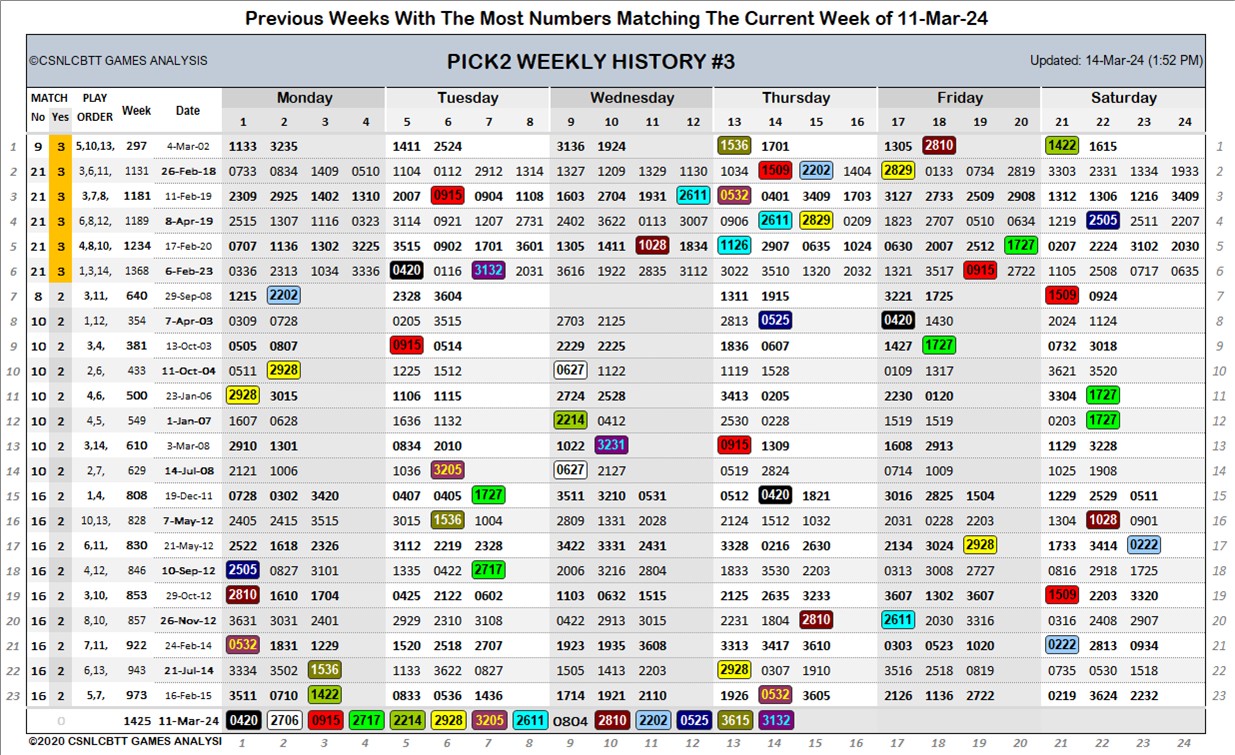 Previous Weeks With The Most Numbers Matching The Current Week of 11-Mar-24
©CSNLCBTT GAMES ANALYSIS PICK2 WEEKLY HISTORY #3 Updated: 14-Mar-24 (1:52 PM)
MATCH PLAY Week Date Monday Tuesday Wednesday Thursday Friday Saturday
No Yes ORDER 1 2 3 4 5 6 7 8 9 10 11 12 13 14 15 16 17 18 19 20 21 22 23 24
1 9 3 5,10,13, 297 4-Mar-02 1133 3235 1411 2524 3136 1924 1536 1701 1305 2810 1422 1615 1
2 21 3 3,6,11, 1131 26-Feb-18 0733 0834 1409 0510 1104 0112 2912 1314 1327 1209 1329 1130 1034 1509 2202 1404 2829 0133 0734 2819 3303 2331 1334 1933 2
3 21 3 3,7,8, 1181 11-Feb-19 2309 2925 1402 1310 2007 0915 0904 1108 1603 2704 1931 2611 0532 0401 3409 1703 3127 2733 2509 2908 1312 1306 1216 3409 3
4 21 3 6,8,12, 1189 8-Apr-19 2515 1307 1116 0323 3114 0921 1207 2731 2402 3622 0113 3007 0906 2611 2829 0209 1823 2707 0510 0634 1219 2505 2511 2207 4
5 21 3 4,8,10, 1234 17-Feb-20 0707 1136 1302 3225 3515 0902 1701 3601 1305 1411 1028 1834 1126 2907 0635 1024 0630 2007 2512 1727 0207 2224 3102 2030 5
6 21 3 1,3,14, 1368 6-Feb-23 0336 2313 1034 3336 0420 0116 3132 2031 3616 1922 2835 3112 3022 3510 1320 2032 1321 3517 0915 2722 1105 2508 0717 0635 6
7 8 2 3,11, 640 29-Sep-08 1215 2202 2328 3604 1311 1915 3221 1725 1509 0924 7
8 10 2 1,12, 354 7-Apr-03 0309 0728 0205 3515 2703 2125 2813 0525 0420 1430 2024 1124 8
9 10 2 3,4, 381 13-Oct-03 0505 0807 0915 0514 2229 2225 1836 0607 1427 1727 0732 3018 9
10 10 2 2,6, 433 11-Oct-04 0511 2928 1225 1512 0627 1122 1119 1528 0109 1317 3621 3520 10
11 10 2 4,6, 500 23-Jan-06 2928 3015 1106 1115 2724 2528 3413 0205 2230 0120 3304 1727 11
12 10 2 4,5, 549 1-Jan-07 1607 0628 1636 1132 2214 0412 2530 0228 1519 1519 0203 1727 12
13 10 2 3,14, 610 3-Mar-08 2910 1301 0834 2010 1022 3231 0915 1309 1608 2913 1129 3228 13
14 10 2 2,7, 629 14-Jul-08 2121 1006 1036 3205 0627 2127 0519 2824 0714 1009 1025 1908 14
15 16 2 1,4, 808 19-Dec-11 0728 0302 3420 0407 0405 1727 3511 3210 0531 0512 0420 1821 3016 2825 1504 1229 2529 0511 15
16 16 2 10,13, 828 7-May-12 2405 2415 3515 3015 1536 1004 2809 1331 2028 2124 1512 1032 2031 0228 2203 1304 1028 0901 16
17 16 2 6,11, 830 21-May-12 2522 1618 2326 3112 2219 2328 3422 3331 2431 3328 0216 2630 2134 3024 2928 1733 3414 0222 17
18 16 2 4,12, 846 10-Sep-12 2505 0827 3101 1335 0422 2717 2006 3216 2804 1833 3530 2203 0313 3008 2727 0816 2918 1725 18
19 16 2 3,10, 853 29-Oct-12 2810 1610 1704 0425 2122 0602 1103 0632 1515 2125 2635 3233 3607 1302 3607 1509 2203 3320 19
20 16 2 8,10, 857 26-Nov-12 3631 3031 2401 2929 2310 3108 0422 2913 3015 2231 1804 2810 2611 2030 3316 0316 2408 2907 20
21 16 2 7,11, 922 24-Feb-14 0532 1831 1229 1520 2518 2707 1923 1935 3608 3133 3417 3610 0303 0523 1020 0222 2813 0934 21
22 16 2 6,13, 943 21-Jul-14 3334 3502 1536 1133 3622 0827 1505 1413 2203 2928 0307 1910 3516 2518 0819 0735 0530 1518 22
23 16 2 5,7, 973 16-Feb-15 3511 0710 1422 0833 0536 1436 1714 1921 2110 1926 0532 3605 2126 1136 2722 0219 3624 2232 23
0 1425 11-Mar-24 0420 2706 0915 2717 2214 2928 3205 2611 0804 2810 2202 0525 3615 3132
©2020 CSNLCBTT GAMES ANALYSI 1 2 3 4 5 6 7 8 9 10 11 12 13 14 15 16 17 18 19 20 21 22 23 24